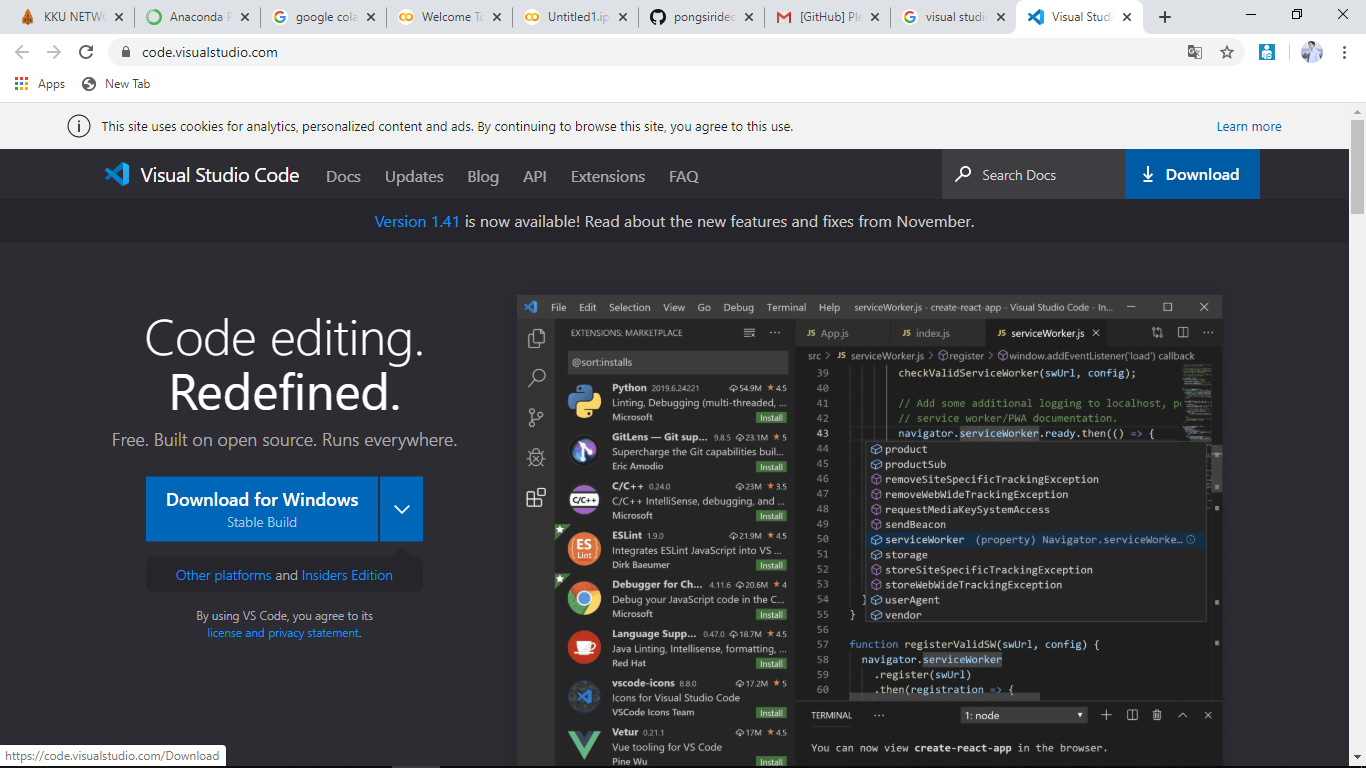 KKU NETWO
Anaconda P
google cola
Welcome To
Untitled1.ip
pongsiridec
[GitHub] Ple
visual studio
Visual Studi
code.visualstudio.com
Apps
New Tab
This site uses cookies for analytics, personalized content and ads. By continuing to browse this site, you agree to this use.
Learn more
Visual Studio Code
Docs
Updates
Blog
API
Extensions
FAQ
Search Docs
Download
Version 1.41 is now available! Read about the new features and fixes from November.
Code editing.
Redefined.
Free. Built on open source. Runs everywhere.
Download for Windows
Stable Build
Other platforms and Insiders Edition
By using VS Code, you agree to its
license and privacy statement.
File Edit Selection View Go Debug Terminal Help
serviceWorker.js - create-react-app - Visual Studio Code - In...
EXTENSIONS: MARKETPLACE
@sort:installs
Python 2019.6.24221 54.9M 4.5
Linting, Debugging (multi-threaded, ...
Microsoft
Install
GitLens — Git sup... 9.8.5 23.1M 5
Supercharge the Git capabilities buil...
Eric Amodio
Install
C/C++
C/C++ 0.24.0 23M 3.5
C/C++ IntelliSense, debugging, and ...
Microsoft
Install
ES
Lint
ESLint 1.9.0 21.9M 4.5
Integrates ESLint JavaScript into VS ...
Dirk Baeumer
Install
Debugger for Ch... 4.11.6 20.6M 4
Debug your JavaScript code in the C...
Microsoft
Install
Language Supp... 0.47.0 18.7M 4.5
Java Linting, Intellisense, formatting, ...
Red Hat
Install
vscode-icons 8.8.0 17.2M 5
Icons for Visual Studio Code
VSCode Icons Team
Install
Vetur 0.21.1 17M 4.5
Vue tooling for VS Code
Pine Wu
Install
JS App.js
JS index.js
JS serviceWorker.js
src > JS serviceWorker.js > register > window.addEventListener('load') callback
39 checkValidServiceWorker(swUrl, config);
40
41 // Add some additional logging to localhost, po
42 // service worker/PWA documentation.
43 navigator.serviceWorker.ready.then(() => {
44 product
45 productSub
46 removeSiteSpecificTrackingException
47 removeWebWideTrackingException
48 requestMediaKeySystemAccess
49 sendBeacon
50 serviceWorker (property) Navigator.serviceWorke...
51 storage
52 storeSiteSpecificTrackingException
53 storeWebWideTrackingException
54 } userAgent
55 } vendor
56
57 function registerValidSW(swUrl, config) {
58 navigator.serviceWorker
59 .register(swUrl)
60 .then(registration => {
TERMINAL
...
1: node
You can now view create-react-app in the browser.
https://code.visualstudio.com/Download